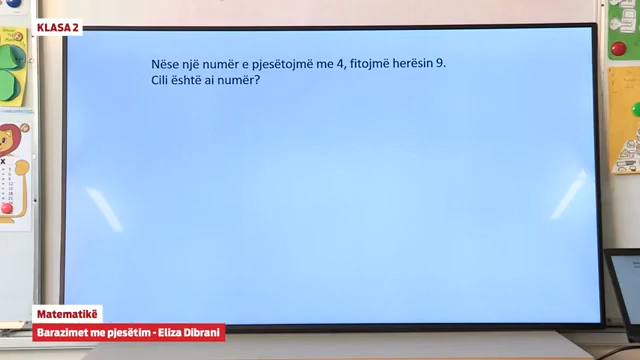 KLASA 2
Nëse një numër e pjesëtojmë me 4, fitojmë herësin 9.
Cili është ai numër?
Matematikë
Barazimet me pjesëtim - Eliza Dibrani